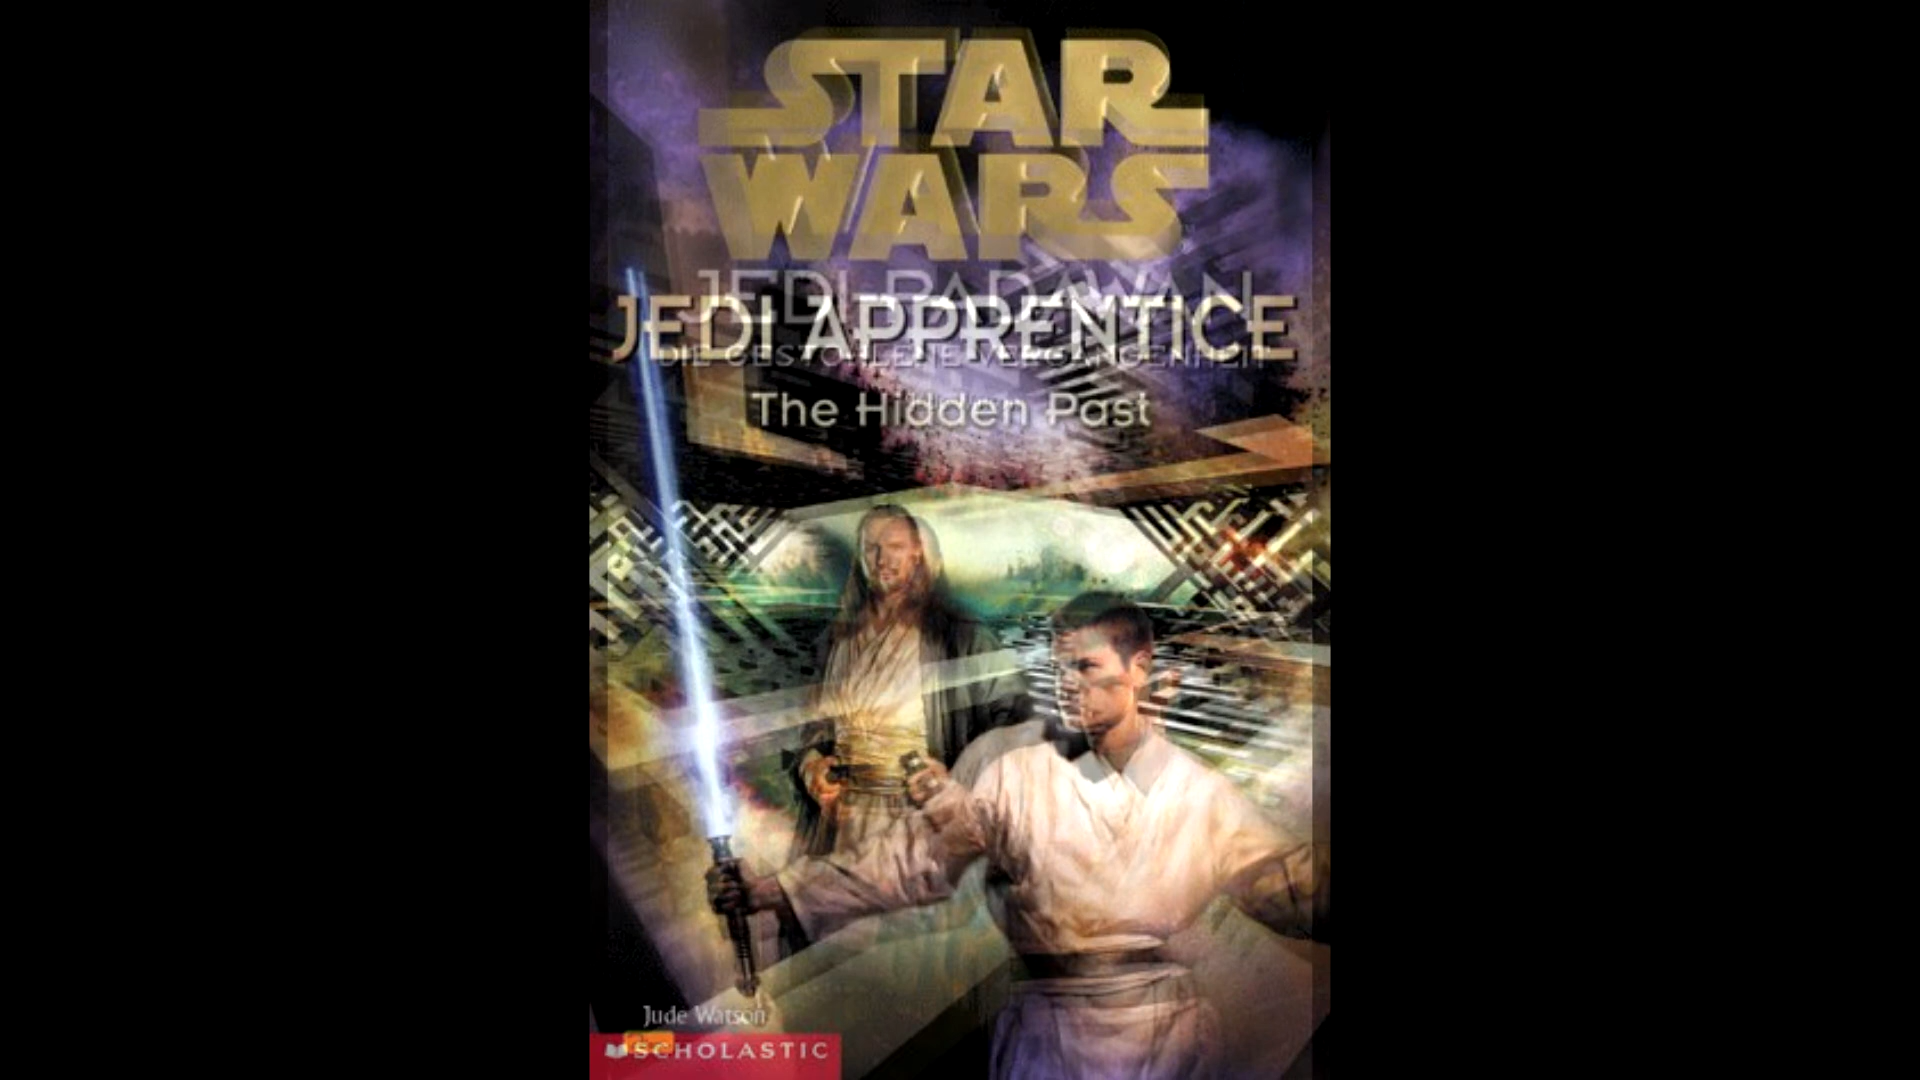 STAR
WARS
JEDI PADAWAN
JEDI APPRENTICE
DIE GESTOHLENE VERGANGENHEIT
The Hidden Past
Jude Watson
SCHOLASTIC